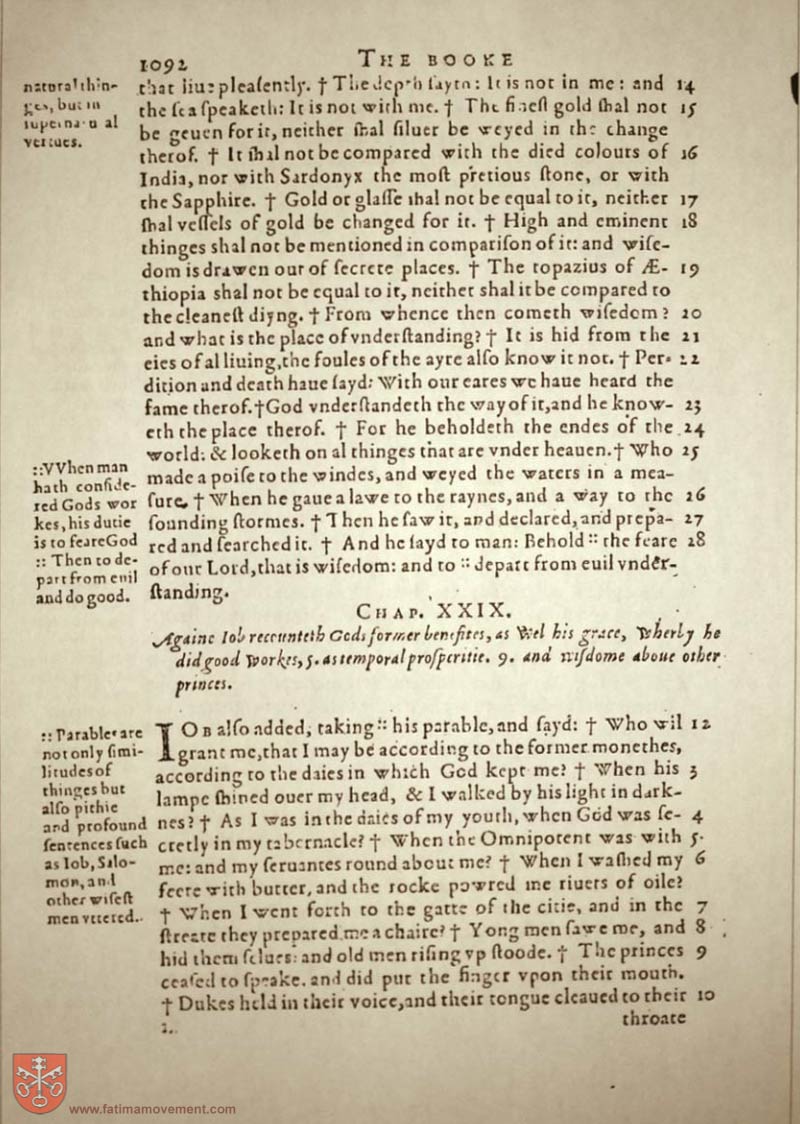 1092
THE BOOKE
naturalthin-
ges, but in
supernatural
vertues.
that liue pleasently. † The depth sayth: It is not in me: and 14
the sea speaketh: It is not with me. † The finest gold shal not 15
be geuen for it, neither shal siluer be weyed in the change
therof. † It shal not be compared with the died colours of 16
India, nor with Sardonyx the most pretious stone, or with
the Sapphire. † Gold or glasse shal not be equal to it, neither 17
shal vessels of gold be changed for it. † High and eminent 18
thinges shal not be mentioned in comparison of it: and wise-
dom is drawen out of secrete places. † The topazius of Æ- 19
thiopia shal not be equal to it, neither shal it be compared to
the cleanest diyng. † From whence then cometh wisedom? 20
and what is the place of vnderstanding? † It is hid from the 21
eies of al liuing, the foules of the ayre also know it not. † Per- 22
dition and death haue sayd: With our eares we haue heard the
fame therof. † God vnderstandeth the way of it, and he know- 23
eth the place therof. † For he beholdeth the endes of the 24
world: & looketh on al thinges that are vnder heauen. † Who 25
made a poise to the windes, and weyed the waters in a mea-
sure. † When he gaue a lawe to the raynes, and a way to the 26
sounding stormes. † Then he saw it, and declared, and prepa- 27
red and searched it. † And he sayd to man: Behold :: the feare 28
of our Lord, that is wisedom: and to :: depart from euil vnder-
standing.
::VVhen man
hath conside-
red Gods wor
kes, his dutie
is to feare God
:: Then to de-
part from euil
and do good.
CHAP. XXIX.
Againe Iob recounteth Gods former benefites, as wel his grace, wherby he
did good workes, 5. as temporal prosperitie. 9. and wisdome aboue other
princes.
:: Parables are
not only simi-
litudes of
thinges but
also pithie
and profound
sentences such
as Iob, Salo-
mon, and
other wisest
men vttered.
IOB also added, taking :: his parable, and sayd: † Who wil 12
grant me, that I may be according to the former monethes,
according to the daies in which God kept me? † When his 3
lampe shined ouer my head, & I walked by his light in dark-
nes? † As I was in the daies of my youth, when God was se- 4
cretly in my tabernacle? † When the Omnipotent was with 5.
me: and my seruantes round about me? † When I washed my 6
feete with butter, and the rocke powred me riuers of oile?
† When I went forth to the gatte of the citie, and in the 7
streate they prepared me a chaire? † Yong men sawe me, and 8
hid them selues: and old men rising vp stoode. † The princes 9
ceased to speake, and did put the finger vpon their mouth.
† Dukes held in their voice, and their tongue cleaued to their 10
throate
www.fatimamovement.com